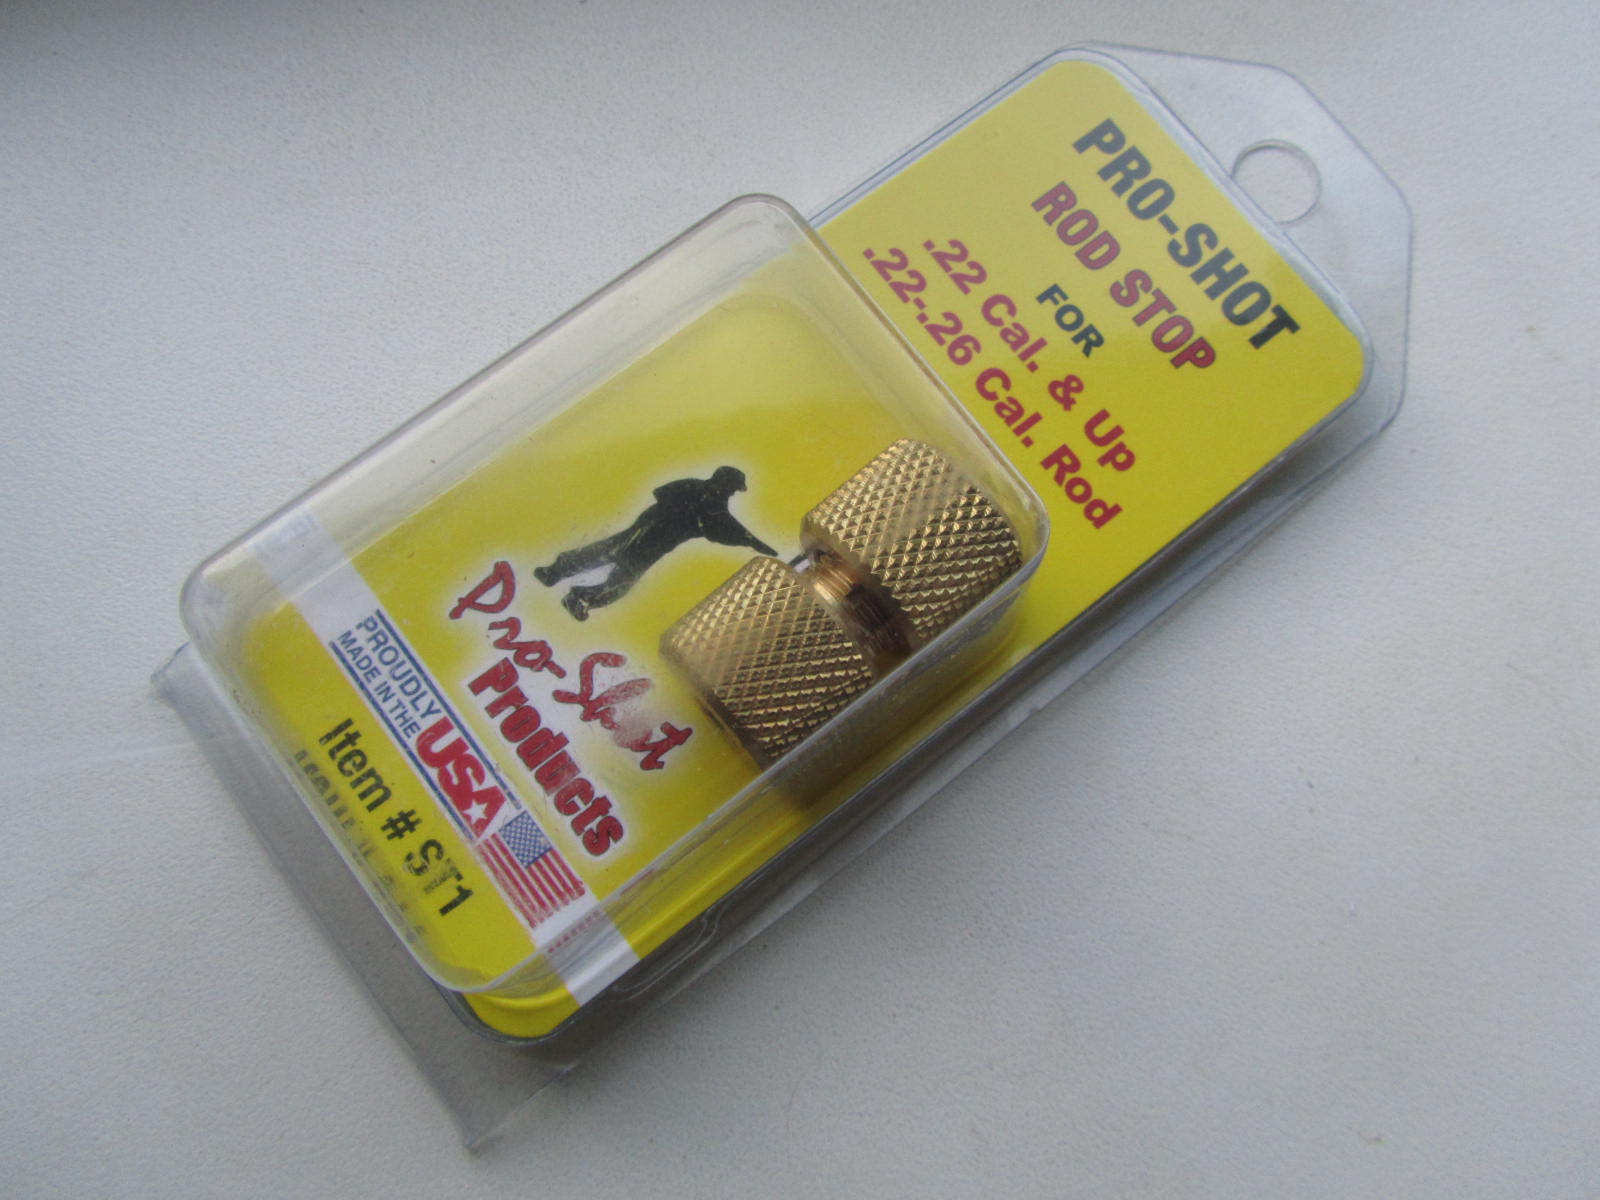 PRO-SHOT
ROD STOP
FOR
.22 Cal. & Up
.22-.26 Cal. Rod
Pro-Shot
Products
PROUDLY
MADE IN THE
USA
Item # ST1